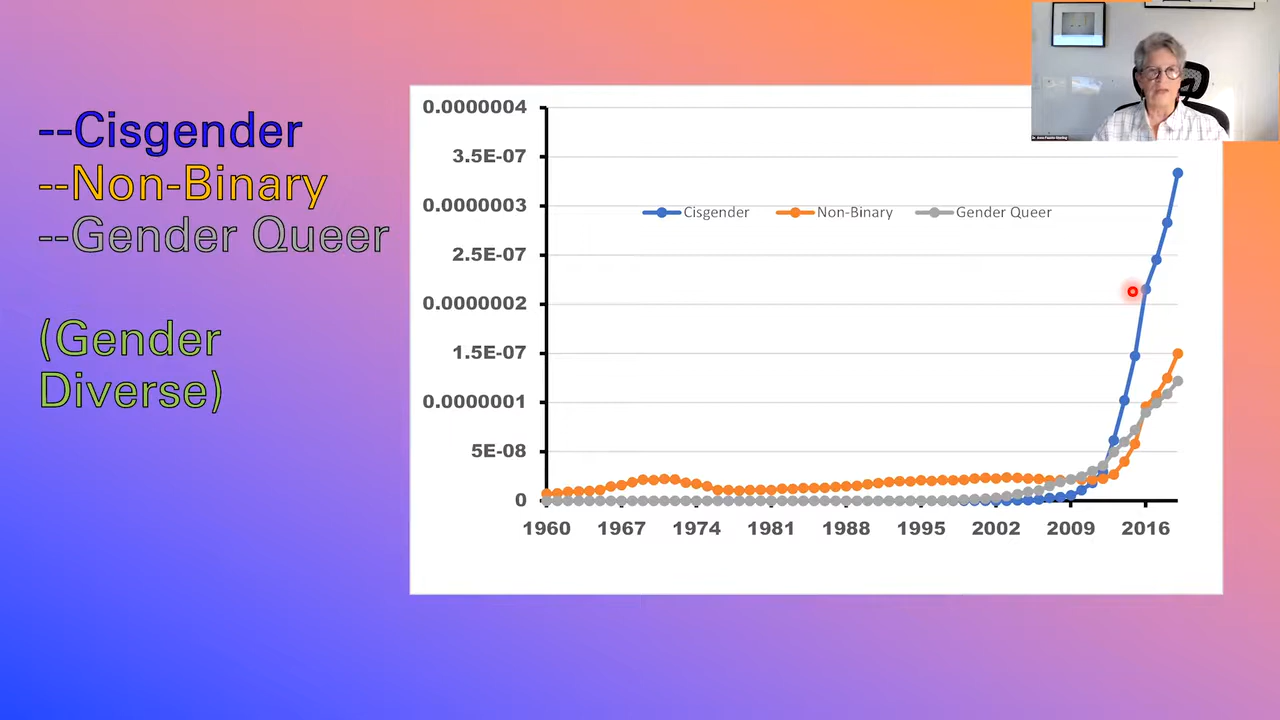 --Cisgender
--Non-Binary
--Gender Queer
(Gender
Diverse)
0.0000004
3.5E-07
0.0000003
2.5E-07
0.0000002
1.5E-07
0.0000001
5E-08
0
Cisgender Non-Binary Gender Queer
1960 1967 1974 1981 1988 1995 2002 2009 2016